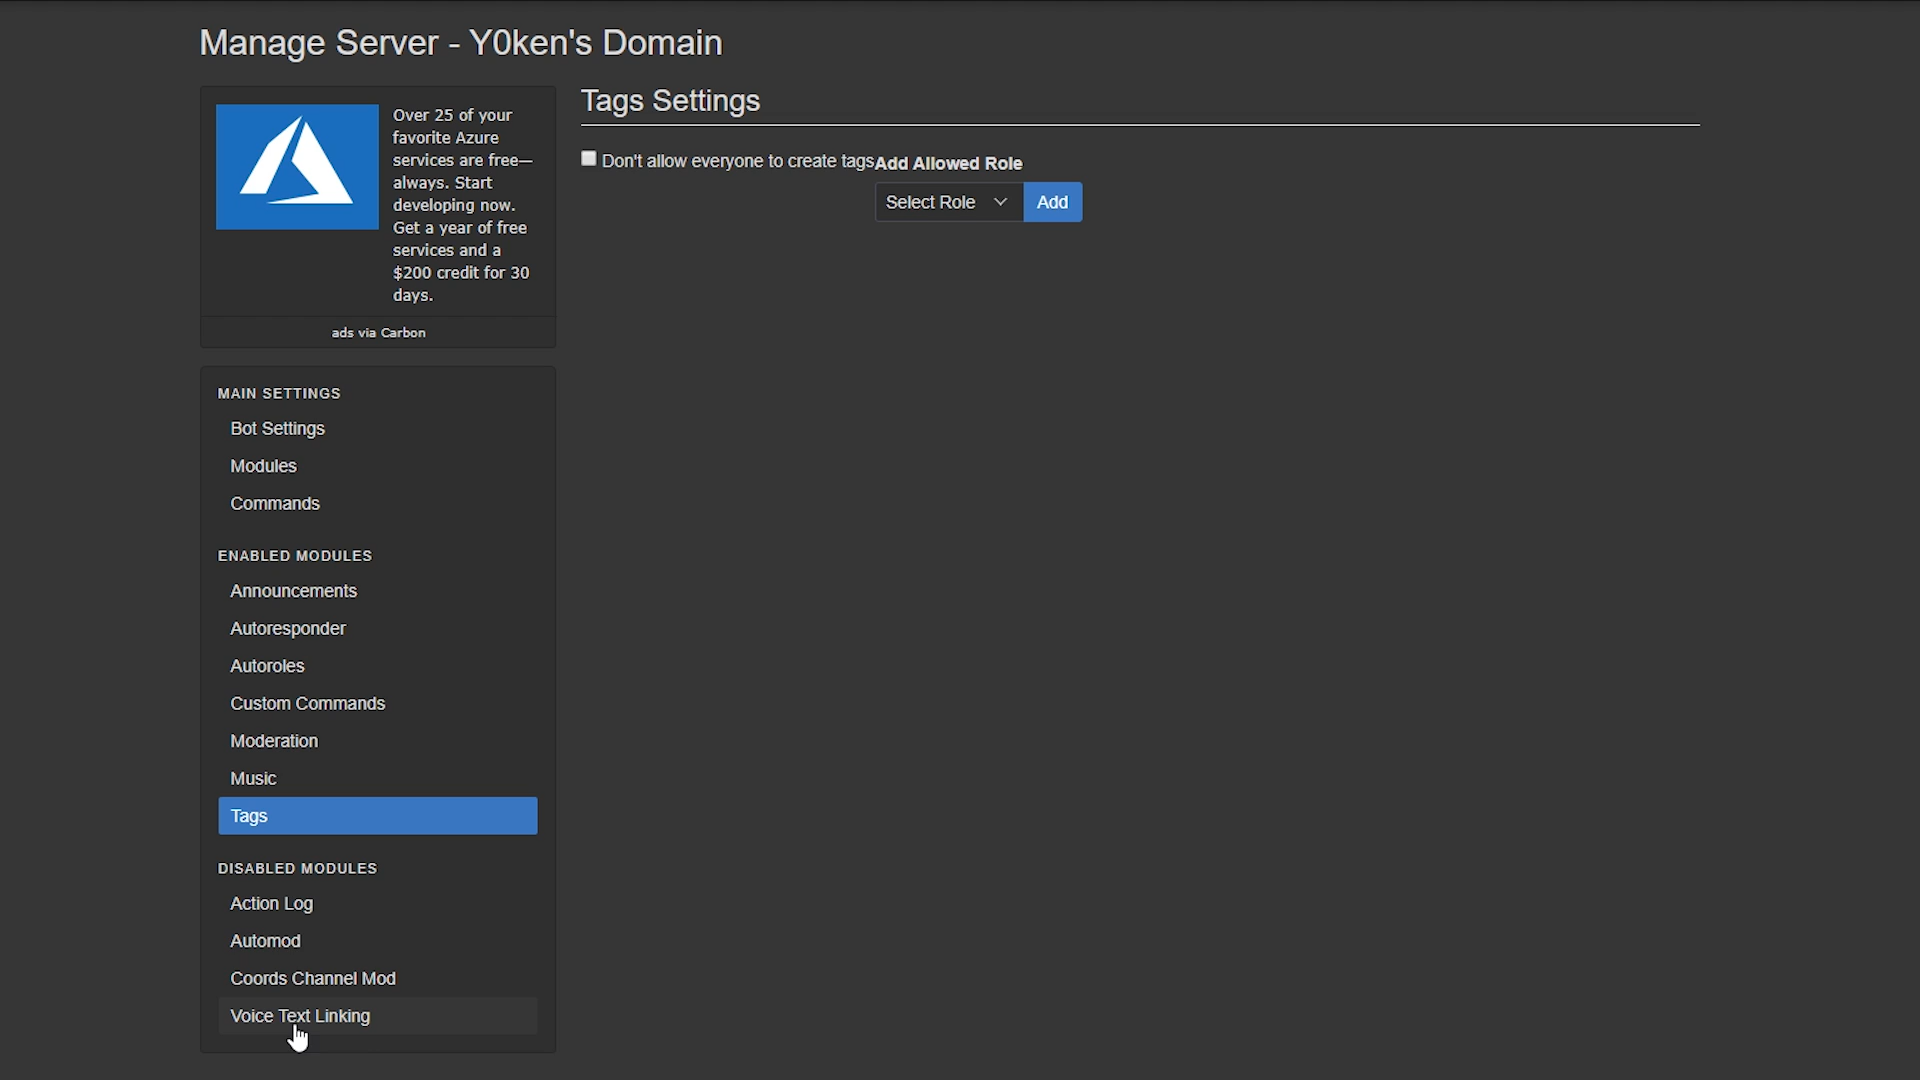 Manage Server - Y0ken's Domain
Over 25 of your
favorite Azure
services are free—
always. Start
developing now.
Get a year of free
services and a
$200 credit for 30
days.
ads via Carbon
MAIN SETTINGS
Bot Settings
Modules
Commands
ENABLED MODULES
Announcements
Autoresponder
Autoroles
Custom Commands
Moderation
Music
Tags
DISABLED MODULES
Action Log
Automod
Coords Channel Mod
Voice Text Linking
Tags Settings
Don't allow everyone to create tags
Add Allowed Role
Select Role
Add